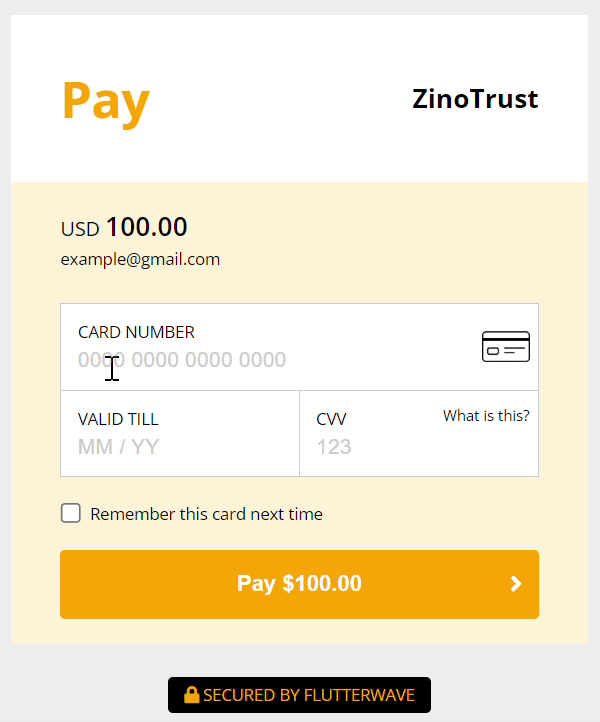 Pay
ZinoTrust
USD 100.00
example@gmail.com
CARD NUMBER
0000 0000 0000 0000
VALID TILL
MM / YY
CVV
What is this?
123
Remember this card next time
Pay $100.00
SECURED BY FLUTTERWAVE